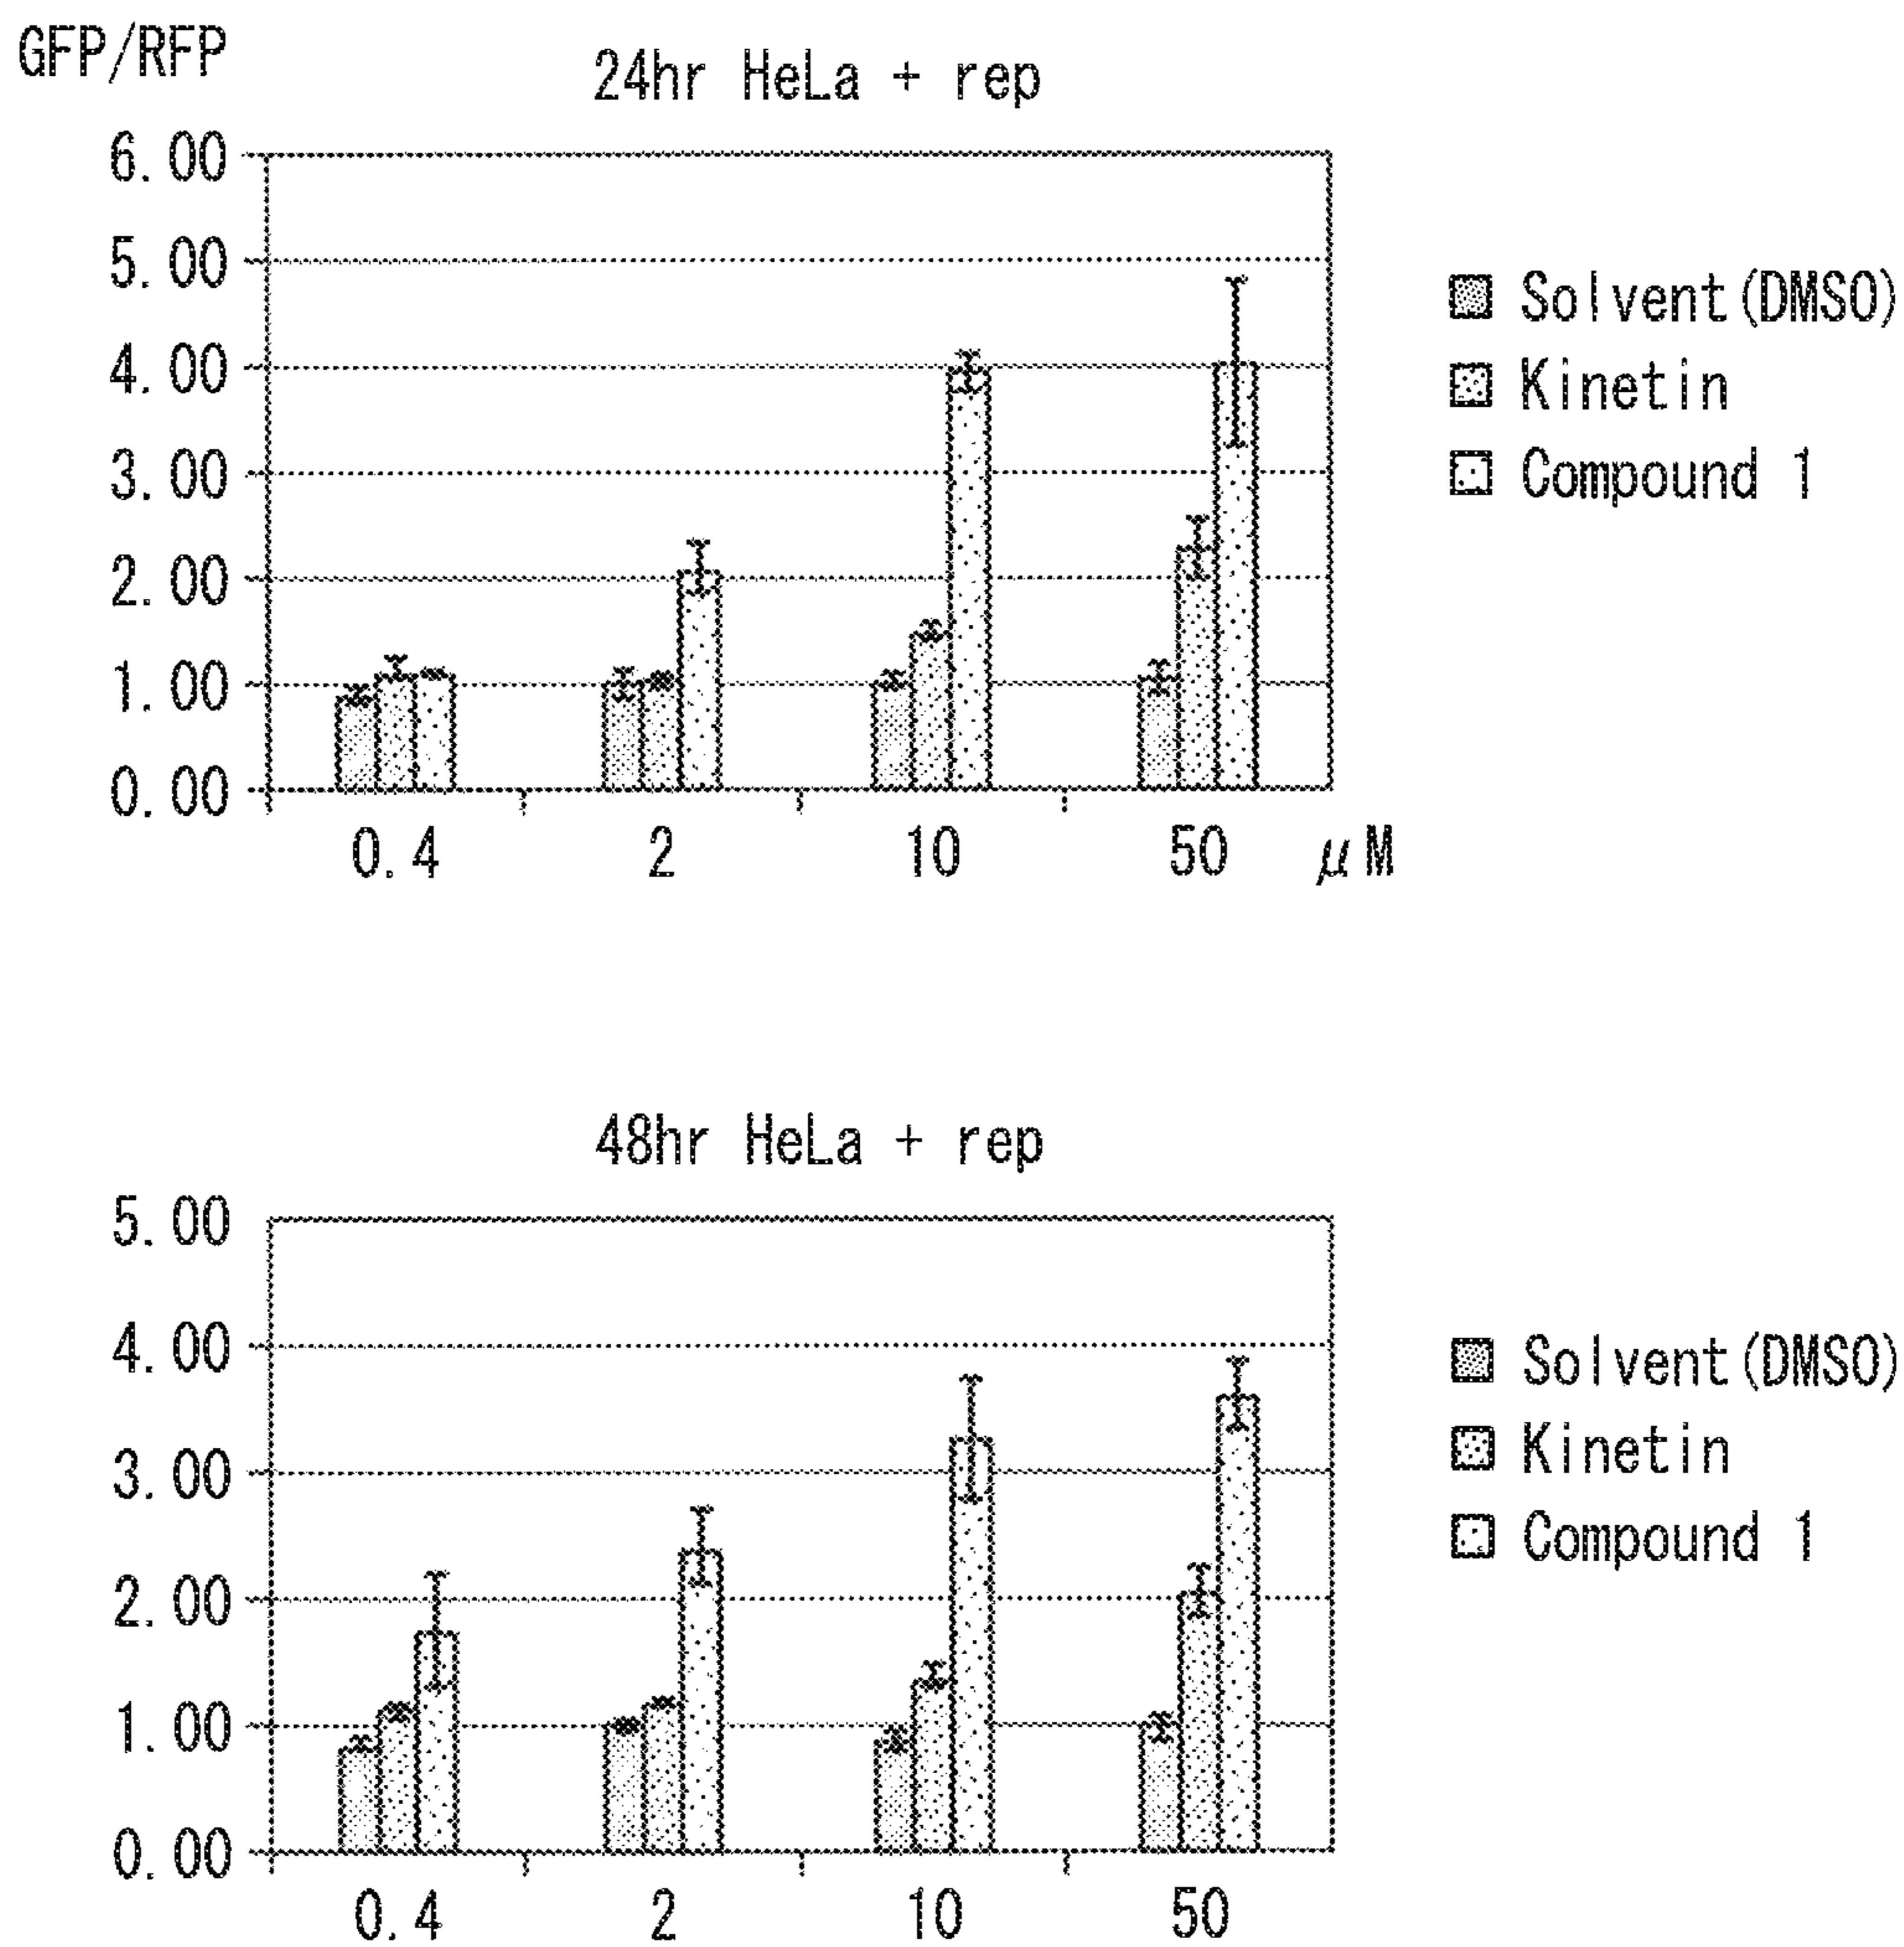 GFP/RFP
24hr HeLa + rep
6.00
5.00
4.00
3.00
2.00
1.00
0.00
0.4 2 10 50 μM
Solvent(DMSO)
Kinetin
Compound 1
48hr HeLa + rep
5.00
4.00
3.00
2.00
1.00
0.00
0.4 2 10 50
Solvent(DMSO)
Kinetin
Compound 1